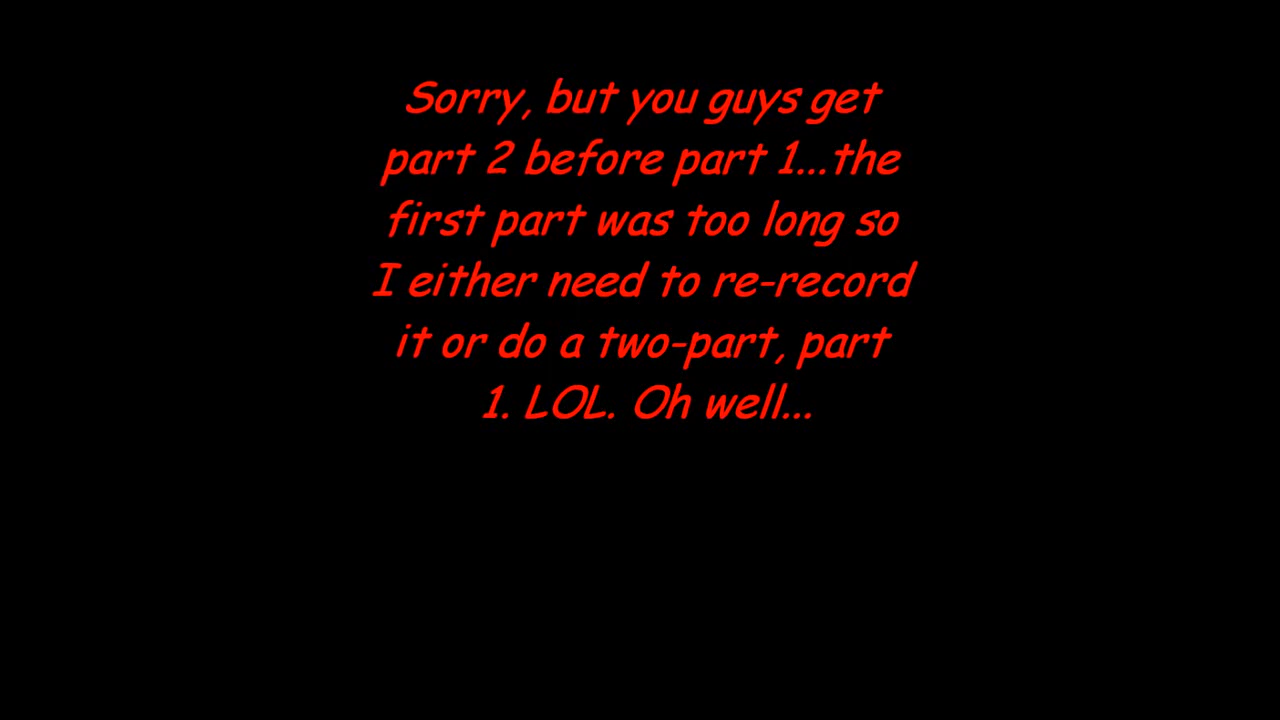 Sorry, but you guys get
part 2 before part 1...the
first part was too long so
I either need to re-record
it or do a two-part, part
1. LOL. Oh well...